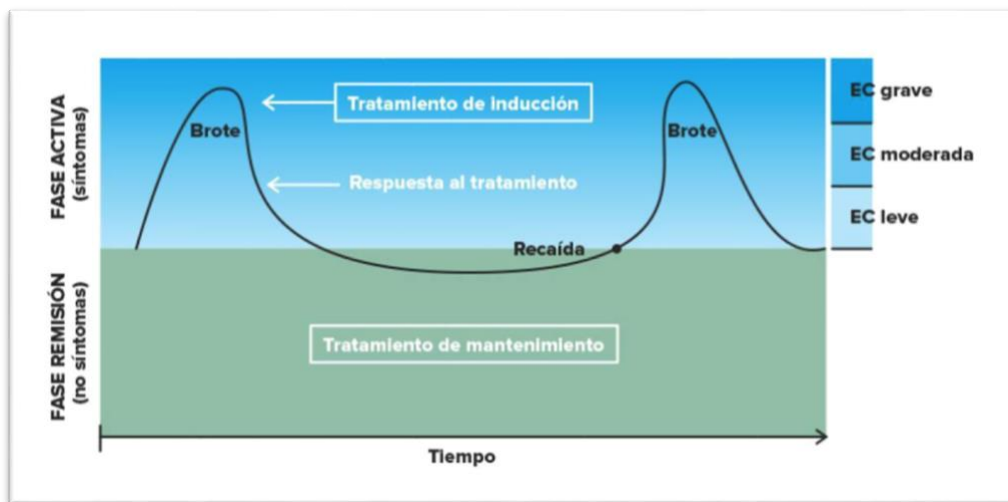 FASE ACTIVA
(síntomas)
Brote
Tratamiento de inducción
Respuesta al tratamiento
Brote
EC grave
EC moderada
EC leve
Recaída
FASE REMISIÓN
(no síntomas)
Tratamiento de mantenimiento
Tiempo